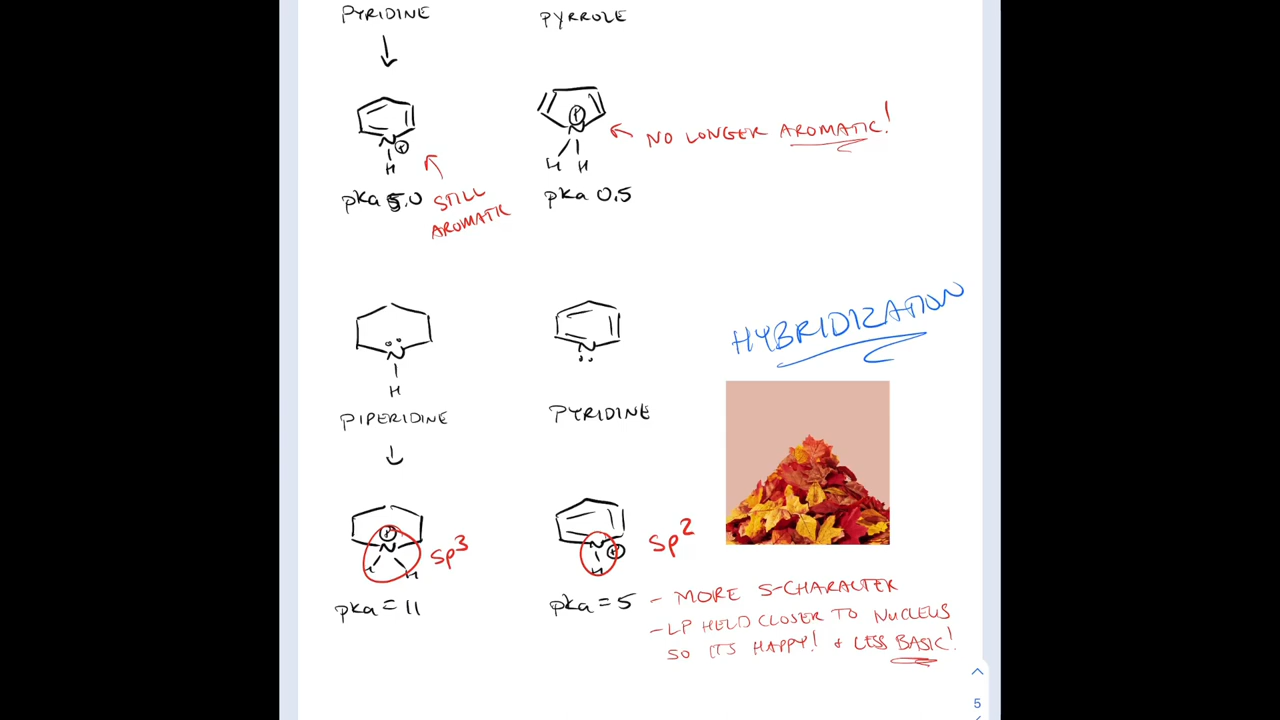 PYRIDINE
PYRROLE
N
⊕
H
⊕
N
H H
NO LONGER AROMATIC!
pka 5.0
STILL
AROMATIC
pka 0.5
HYBRIDIZATION
N
H
N
PIPERIDINE
PYRIDINE
⊕
N
H H
sp3
N
⊕
H
sp2
pka = 11
pka = 5
- MORE S-CHARACTER
- LP HELD CLOSER TO NUCLEUS
SO ITS HAPPY! + LESS BASIC!
5